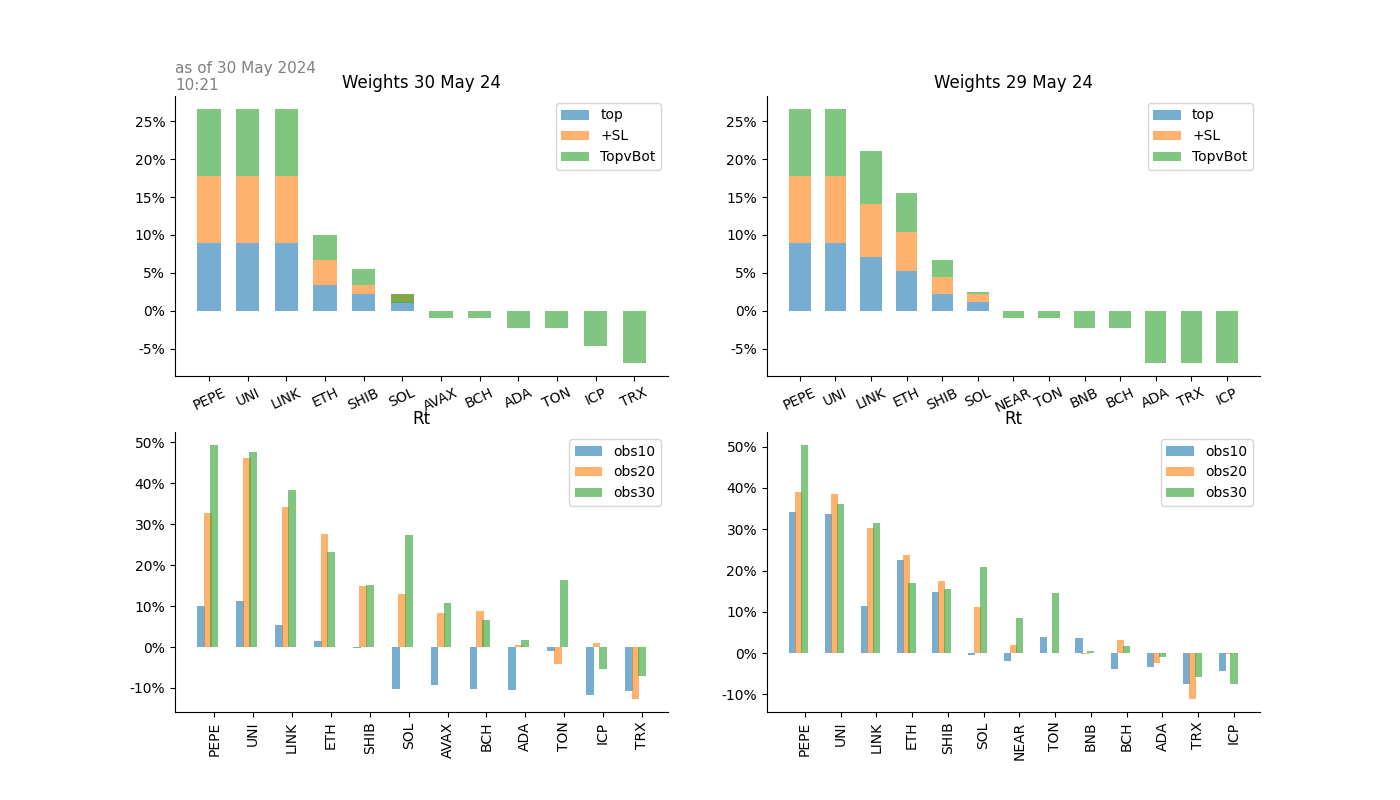 as of 30 May 2024
10:21
Weights 30 May 24
25%
20%
15%
10%
5%
0%
-5%
top
+SL
TopvBot
PEPE UNI LINK ETH SHIB SOL AVAX BCH ADA TON ICP TRX
Weights 29 May 24
25%
20%
15%
10%
5%
0%
-5%
top
+SL
TopvBot
PEPE UNI LINK ETH SHIB SOL NEAR TON BNB BCH ADA TRX ICP
Rt
50%
40%
30%
20%
10%
0%
-10%
obs10
obs20
obs30
PEPE UNI LINK ETH SHIB SOL AVAX BCH ADA TON ICP TRX
Rt
50%
40%
30%
20%
10%
0%
-10%
obs10
obs20
obs30
PEPE UNI LINK ETH SHIB SOL NEAR TON BNB BCH ADA TRX ICP